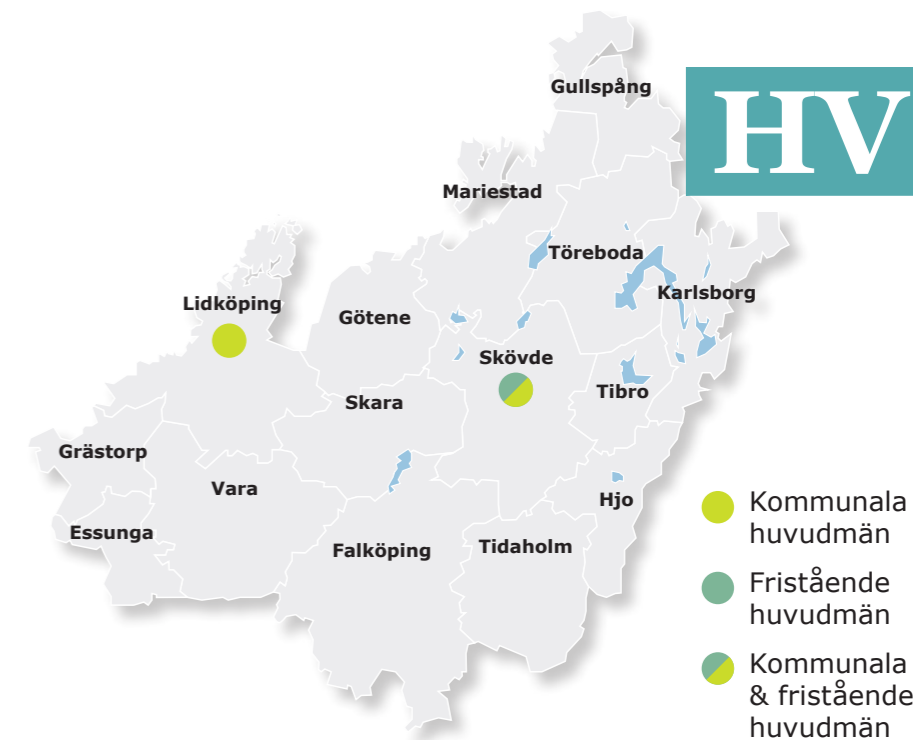 Gullspång
HV
Mariestad
Töreboda
Karlsborg
Lidköping
Götene
Skövde
Tibro
Skara
Grästorp
Vara
Hjo
Essunga
Falköping
Tidaholm
Kommunala
huvudmän
Fristående
huvudmän
Kommunala
& fristående
huvudmän